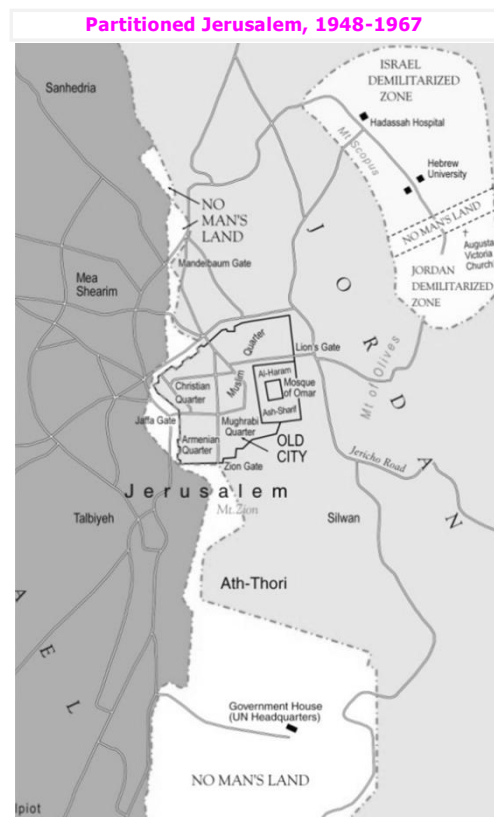 Partitioned Jerusalem, 1948-1967
ISRAEL
DEMILITARIZED
ZONE
Sanhedria
Hadassah Hospital
Mt Scopus
Hebrew
University
NO
MAN'S
LAND
NO MAN'S LAND
Augusta
Victoria
Church
Mandelbaum Gate
JORDAN
DEMILITARIZED
ZONE
Mea
Shearim
JORDAN
Quarter
Muslim
Lion's Gate
Mt of Olives
Al-Haram
Mosque
of Omar
Christian
Quarter
Ash-Sharif
Jaffa Gate
Mughrabi
Quarter
Armenian
Quarter
OLD
CITY
Zion Gate
Jericho Road
Jerusalem
Mt.Zion
Talbiyeh
Silwan
Ath-Thori
A E L
Government House
(UN Headquarters)
NO MAN'S LAND
lpiot